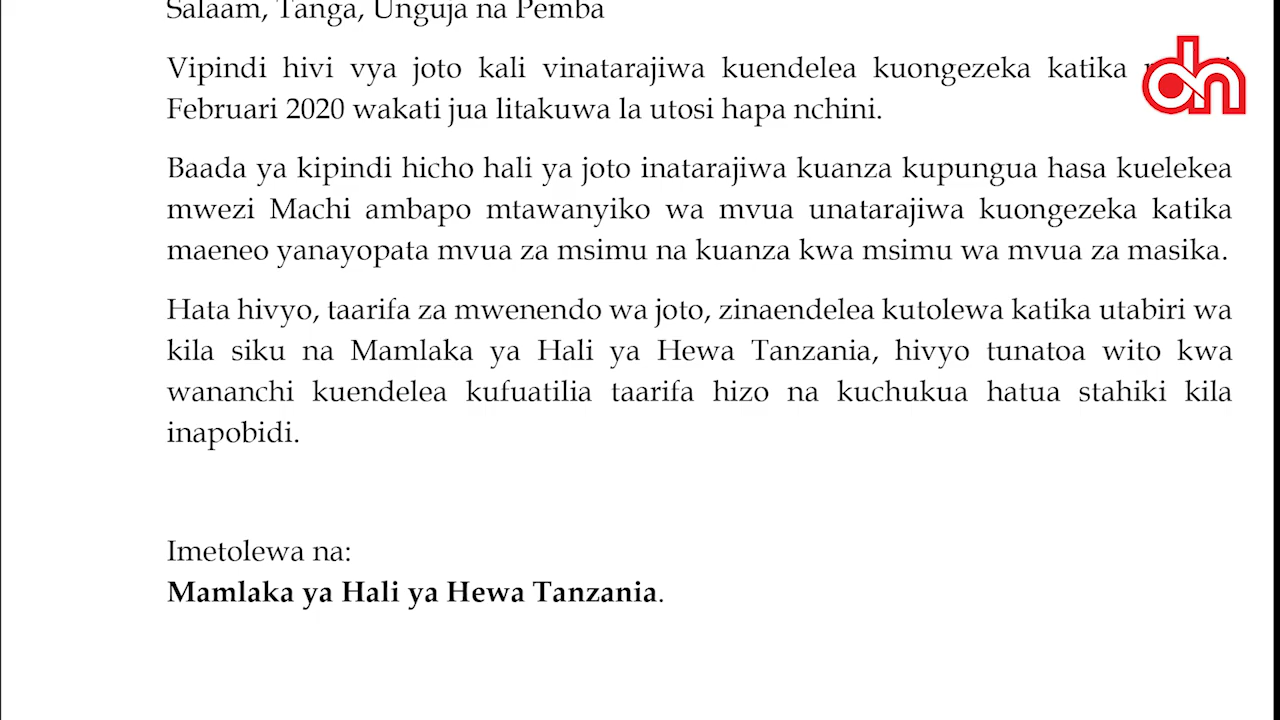 Salaam, Tanga, Unguja na Pemba
Vipindi hivi vya joto kali vinatarajiwa kuendelea kuongezeka katika
Februari 2020 wakati jua litakuwa la utosi hapa nchini.
Baada ya kipindi hicho hali ya joto inatarajiwa kuanza kupungua hasa kuelekea
mwezi Machi ambapo mtawanyiko wa mvua unatarajiwa kuongezeka katika
maeneo yanayopata mvua za msimu na kuanza kwa msimu wa mvua za masika.
Hata hivyo, taarifa za mwenendo wa joto, zinaendelea kutolewa katika utabiri wa
kila siku na Mamlaka ya Hali ya Hewa Tanzania, hivyo tunatoa wito kwa
wananchi kuendelea kufuatilia taarifa hizo na kuchukua hatua stahiki kila
inapobidi.
Imetolewa na:
Mamlaka ya Hali ya Hewa Tanzania.
dn